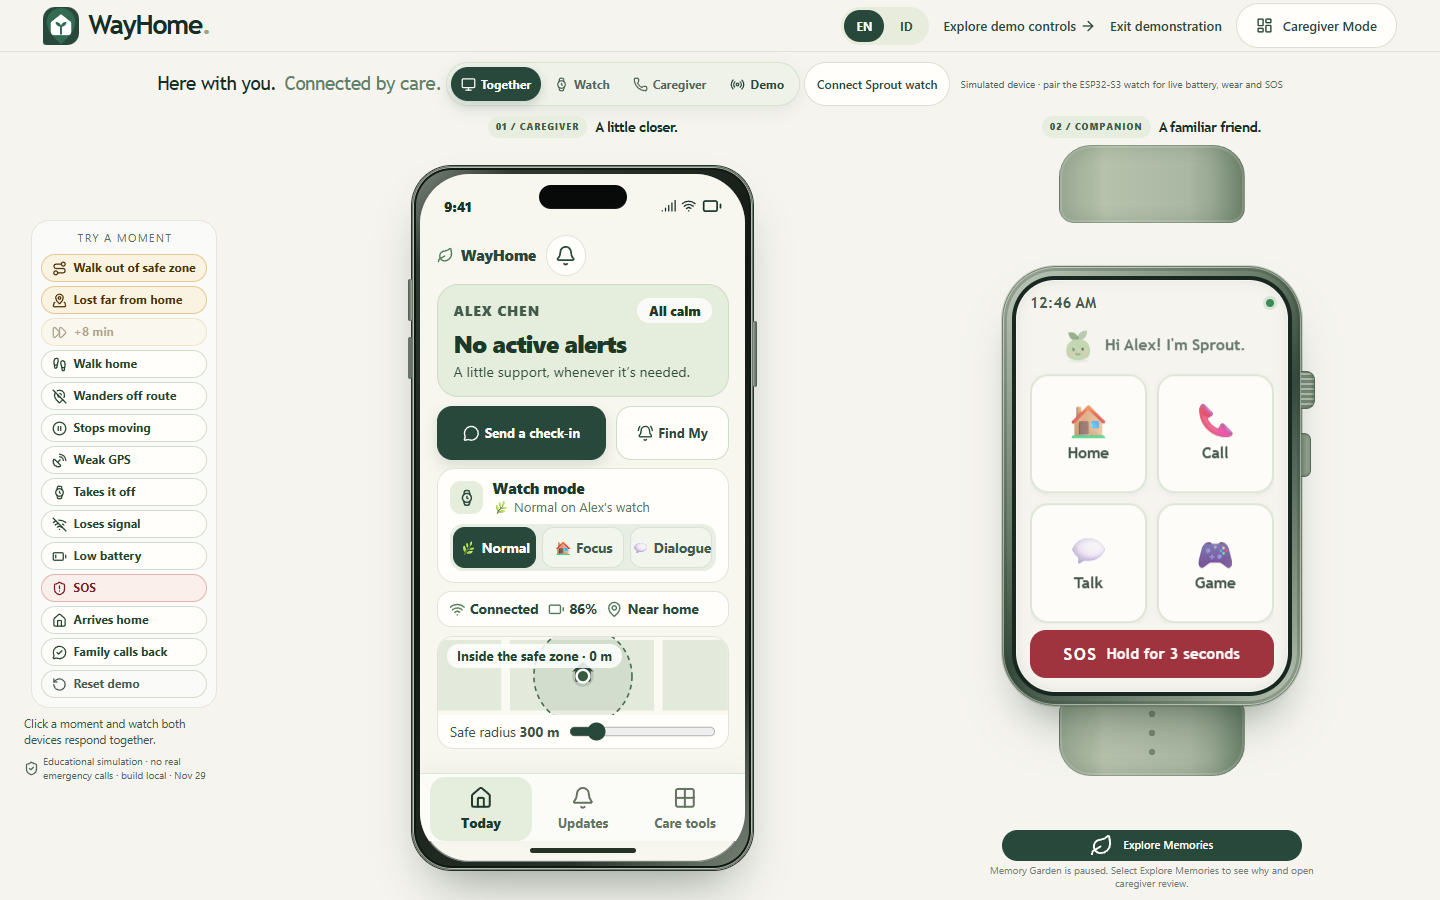 WayHome.
EN
ID
Explore demo controls →
Exit demonstration
Caregiver Mode
Here with you. Connected by care.
Together
Watch
Caregiver
Demo
Connect Sprout watch
Simulated device · pair the ESP32-S3 watch for live battery, wear and SOS
01 / CAREGIVER
A little closer.
02 / COMPANION
A familiar friend.
TRY A MOMENT
Walk out of safe zone
Lost far from home
+8 min
Walk home
Wanders off route
Stops moving
Weak GPS
Takes it off
Loses signal
Low battery
SOS
Arrives home
Family calls back
Reset demo
Click a moment and watch both
devices respond together.
Educational simulation · no real
emergency calls · build local · Nov 29
9:41
WayHome
ALEX CHEN
All calm
No active alerts
A little support, whenever it's needed.
Send a check-in
Find My
Watch mode
Normal on Alex's watch
Normal
Focus
Dialogue
Connected
86%
Near home
Inside the safe zone · 0 m
Safe radius 300 m
Today
Updates
Care tools
12:46 AM
Hi Alex! I'm Sprout.
Home
Call
Talk
Game
SOS Hold for 3 seconds
Explore Memories
Memory Garden is paused. Select Explore Memories to see why and open
caregiver review.